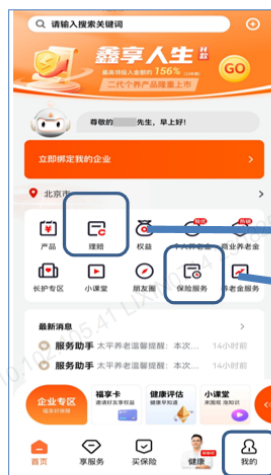 请输入搜索关键词
鑫享人生
156%
GO
二代个养产品隆重上市
尊敬的 先生，早上好！
立即绑定我的企业
北京市
产品 理赔 权益 个人养老金 商业养老金
长护专区 小课堂 朋友圈 保险服务 养老金服务
最新消息
服务助手 太平养老温馨提醒：本次... 14小时前
服务助手 太平养老温馨提醒：本次... 14小时前
企业专区 福享卡 健康评估 小课堂
首页 享服务 买保险 健康 我的